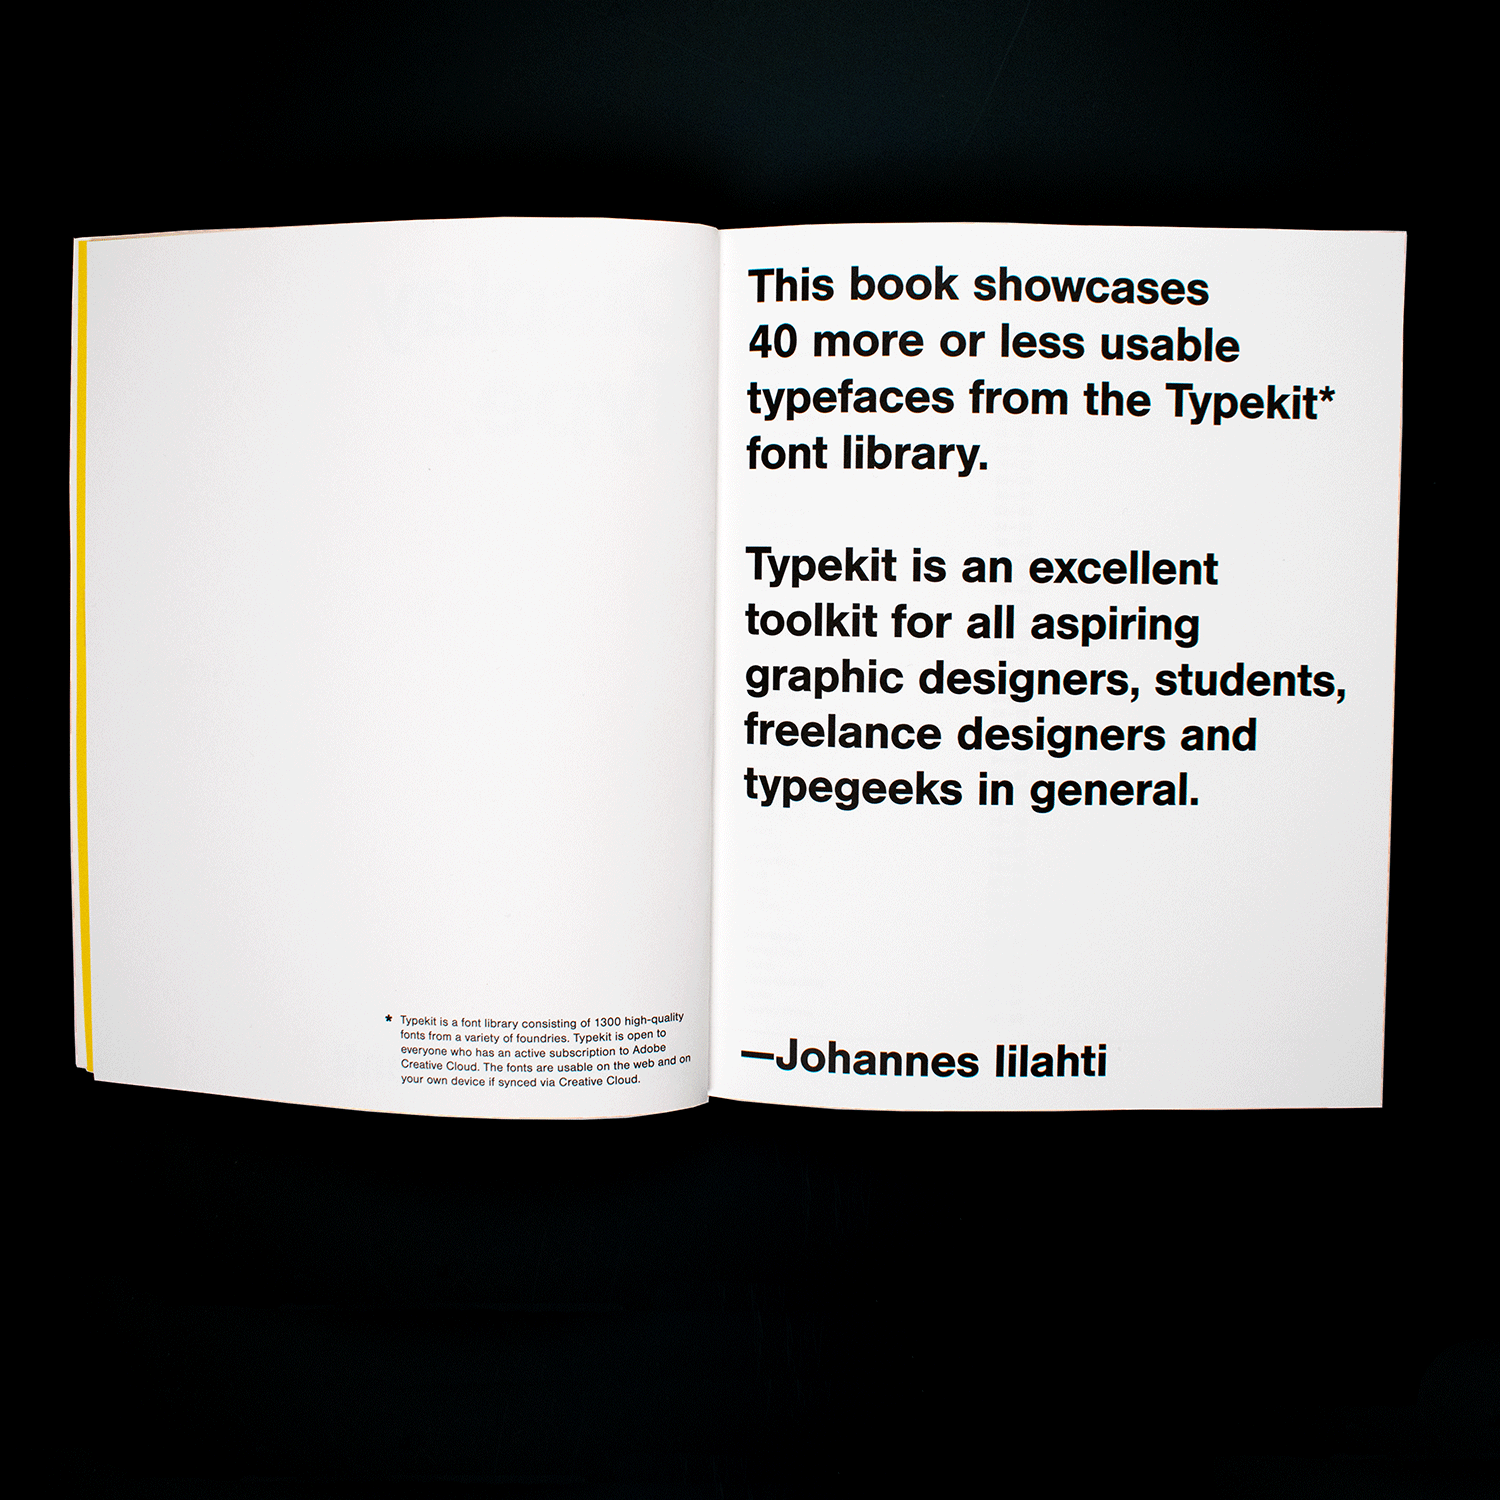 * Typekit is a font library consisting of 1300 high-quality
fonts from a variety of foundries. Typekit is open to
everyone who has an active subscription to Adobe
Creative Cloud. The fonts are usable on the web and on
your own device if synced via Creative Cloud.
This book showcases
40 more or less usable
typefaces from the Typekit*
font library.
Typekit is an excellent
toolkit for all aspiring
graphic designers, students,
freelance designers and
typegeeks in general.
—Johannes Iilahti